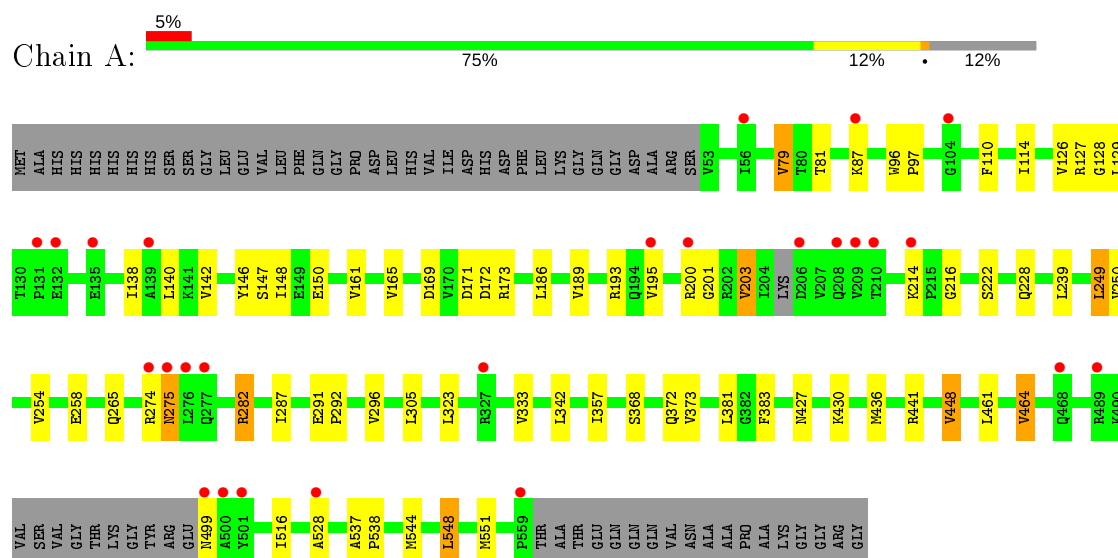 5%
Chain A:
75% 12% • 12%
MET ALA HIS HIS HIS HIS HIS HIS SER SER GLY LEU GLU VAL LEU PHE GLN GLY PRO ASP LEU HIS VAL ILE ASP HIS ASP PHE LEU LYS GLY GLN GLY ASP ALA ARG SER V53 I56 V79 T80 T81 K87 W96 P97 G104 F110 I114 V126 R127 G128 L129
T130 P131 E132 E135 I138 A139 L140 K141 V142 Y146 S147 I148 E149 E150 V161 V165 D169 V170 D171 D172 R173 L186 V189 R193 Q194 V195 R200 G201 R202 V203 I204 LYS D206 V207 Q208 V209 T210 K214 P215 G216 S222 Q228 L239 L249
V254 E258 Q265 R274 N275 L276 Q277 R282 I287 E291 P292 V296 L305 L323 R327 V333 L342 I357 S368 Q372 V373 L381 G382 F383 N427 K430 M436 R441 V448 L461 V464 Q468 R489 K490
VAL SER VAL GLY THR LYS GLY TYR ARG GLU N499 A500 Y501 I516 A528 A537 P538 M544 L548 M551 P559 THR ALA THR GLU GLN GLN GLN VAL ASN ALA ALA PRO ALA LYS GLY GLY ARG GLY